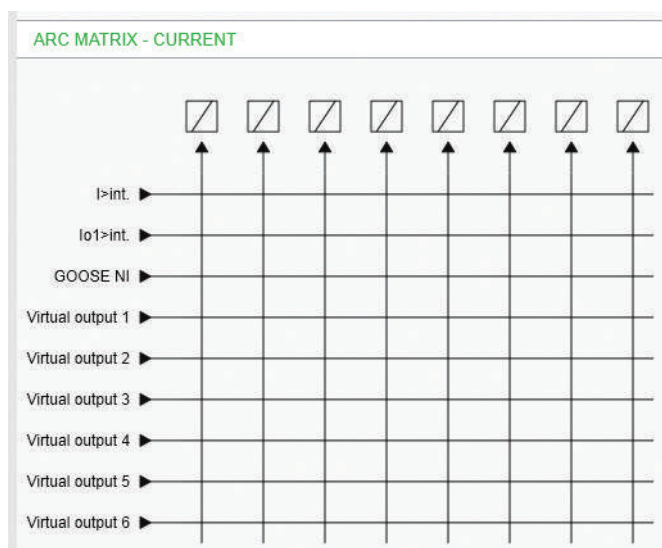 ARC MATRIX - CURRENT
I>int.
Io1>int.
GOOSE NI
Virtual output 1
Virtual output 2
Virtual output 3
Virtual output 4
Virtual output 5
Virtual output 6